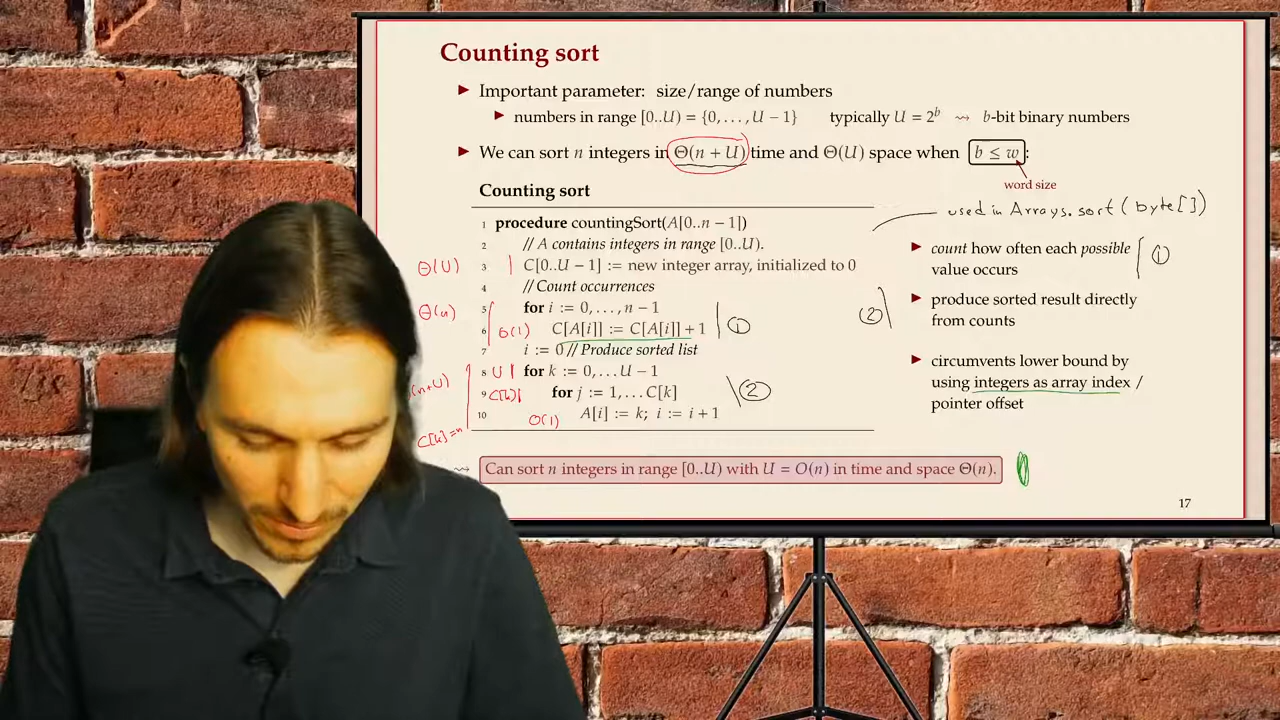 Counting sort
▶ Important parameter: size/range of numbers
▶ numbers in range [0..U) = {0, . . . , U − 1} typically U = 2^b ⇝ b-bit binary numbers
▶ We can sort n integers in Θ(n + U) time and Θ(U) space when b ≤ w:
word size
Counting sort
used in Arrays.sort(byte[])
1 procedure countingSort(A[0..n − 1])
2 // A contains integers in range [0..U).
Θ(U) 3 C[0..U − 1] := new integer array, initialized to 0
4 // Count occurrences
Θ(n) 5 for i := 0, . . . , n − 1
6 Θ(1) C[A[i]] := C[A[i]] + 1 ①
7 i := 0 // Produce sorted list
8 U for k := 0, . . . U − 1
(n+U) 9 C[k] for j := 1, . . . C[k] ②
10 O(1) A[i] := k; i := i + 1
C[k]=n
▶ count how often each possible
value occurs ①
② ▶ produce sorted result directly
from counts
▶ circumvents lower bound by
using integers as array index /
pointer offset
⇝ Can sort n integers in range [0..U) with U = O(n) in time and space Θ(n).
17